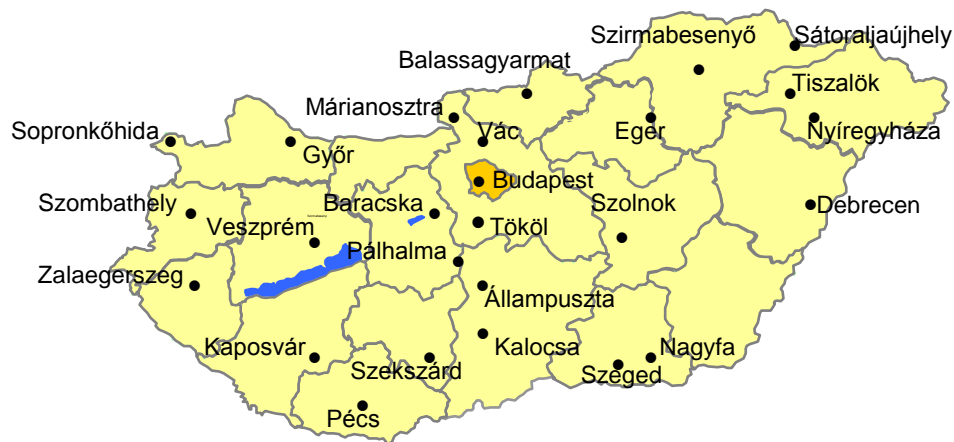 Szirmabesenyő
Sátoraljaújhely
Balassagyarmat
Tiszalök
Márianosztra
Sopronkőhida
Vác
Eger
Nyíregyháza
Győr
Budapest
Szombathely
Baracska
Szolnok
Debrecen
Veszprém
Tököl
Pálhalma
Zalaegerszeg
Állampuszta
Kaposvár
Kalocsa
Nagyfa
Szekszárd
Szeged
Pécs